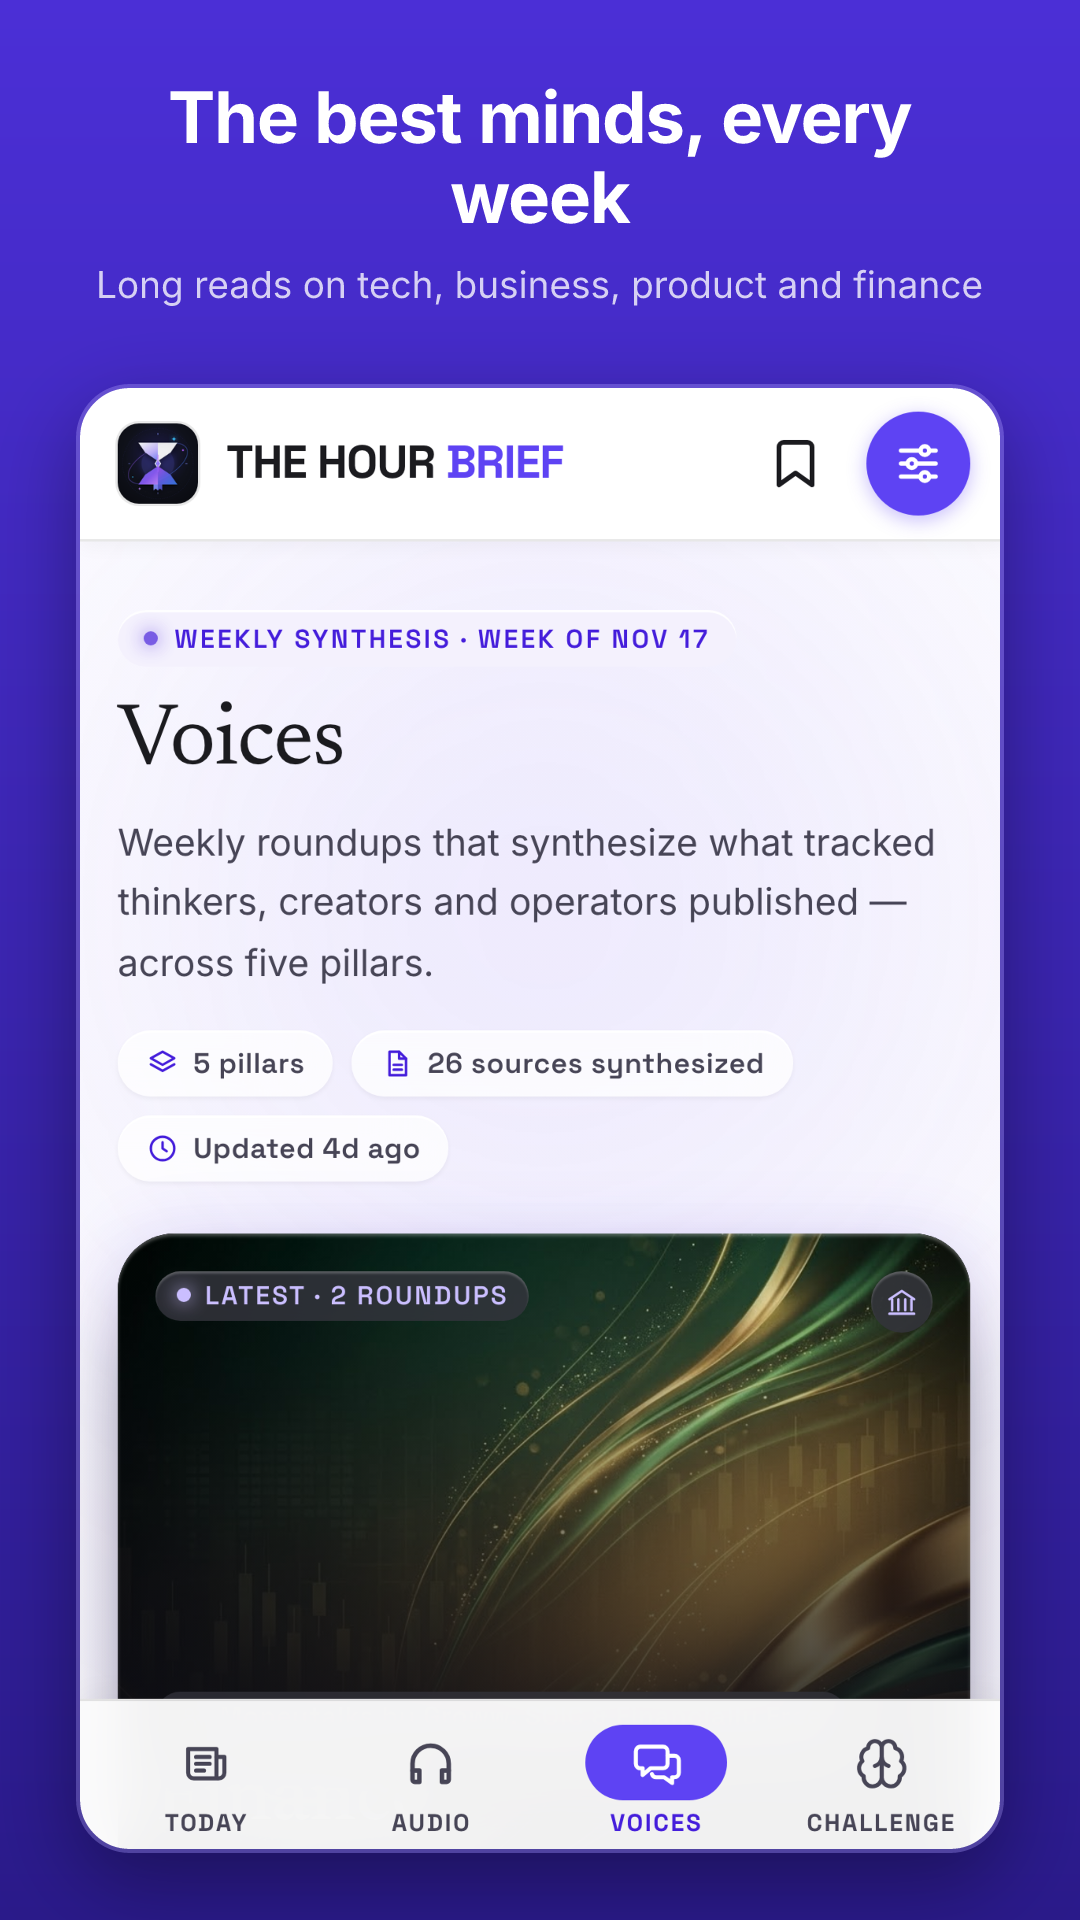 The best minds, every
week
Long reads on tech, business, product and finance
THE HOUR BRIEF
WEEKLY SYNTHESIS · WEEK OF NOV 17
Voices
Weekly roundups that synthesize what tracked
thinkers, creators and operators published —
across five pillars.
5 pillars
26 sources synthesized
Updated 4d ago
LATEST · 2 ROUNDUPS
TODAY
AUDIO
VOICES
CHALLENGE